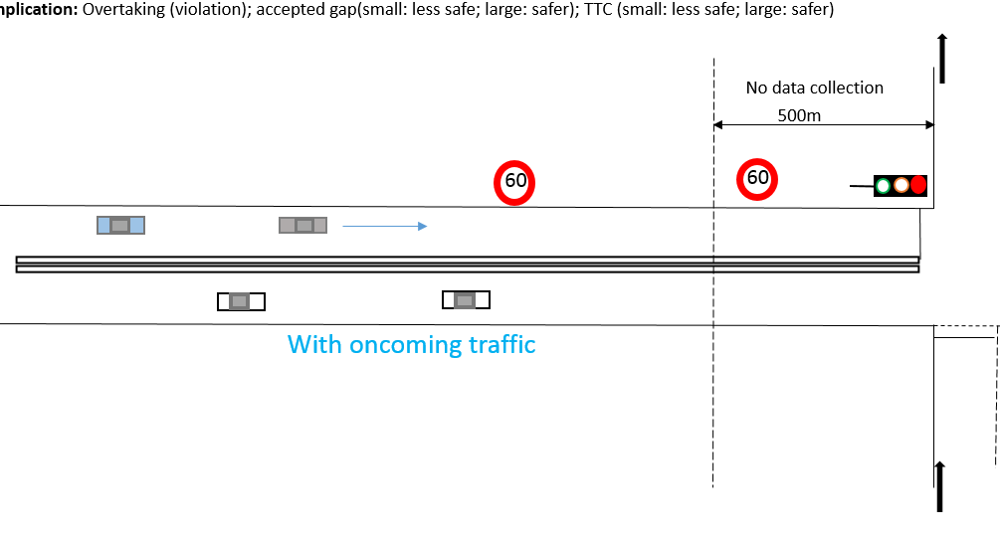 nplication: Overtaking (violation); accepted gap(small: less safe; large: safer); TTC (small: less safe; large: safer)
No data collection
500m
60
60
With oncoming traffic